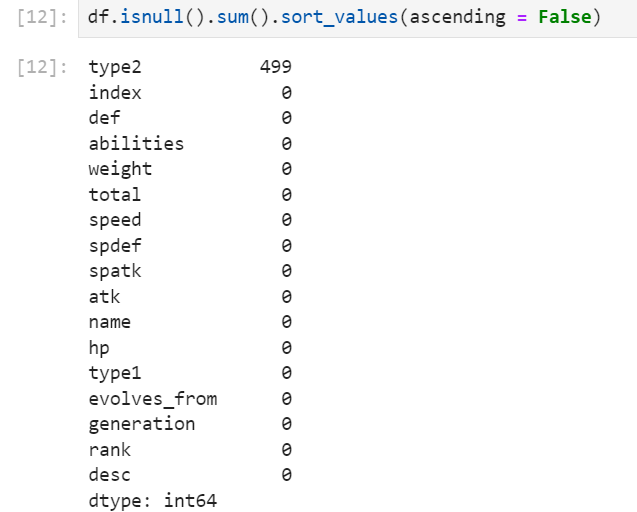 [12]: df.isnull().sum().sort_values(ascending = False)
[12]: type2 499
index 0
def 0
abilities 0
weight 0
total 0
speed 0
spdef 0
spatk 0
atk 0
name 0
hp 0
type1 0
evolves_from 0
generation 0
rank 0
desc 0
dtype: int64